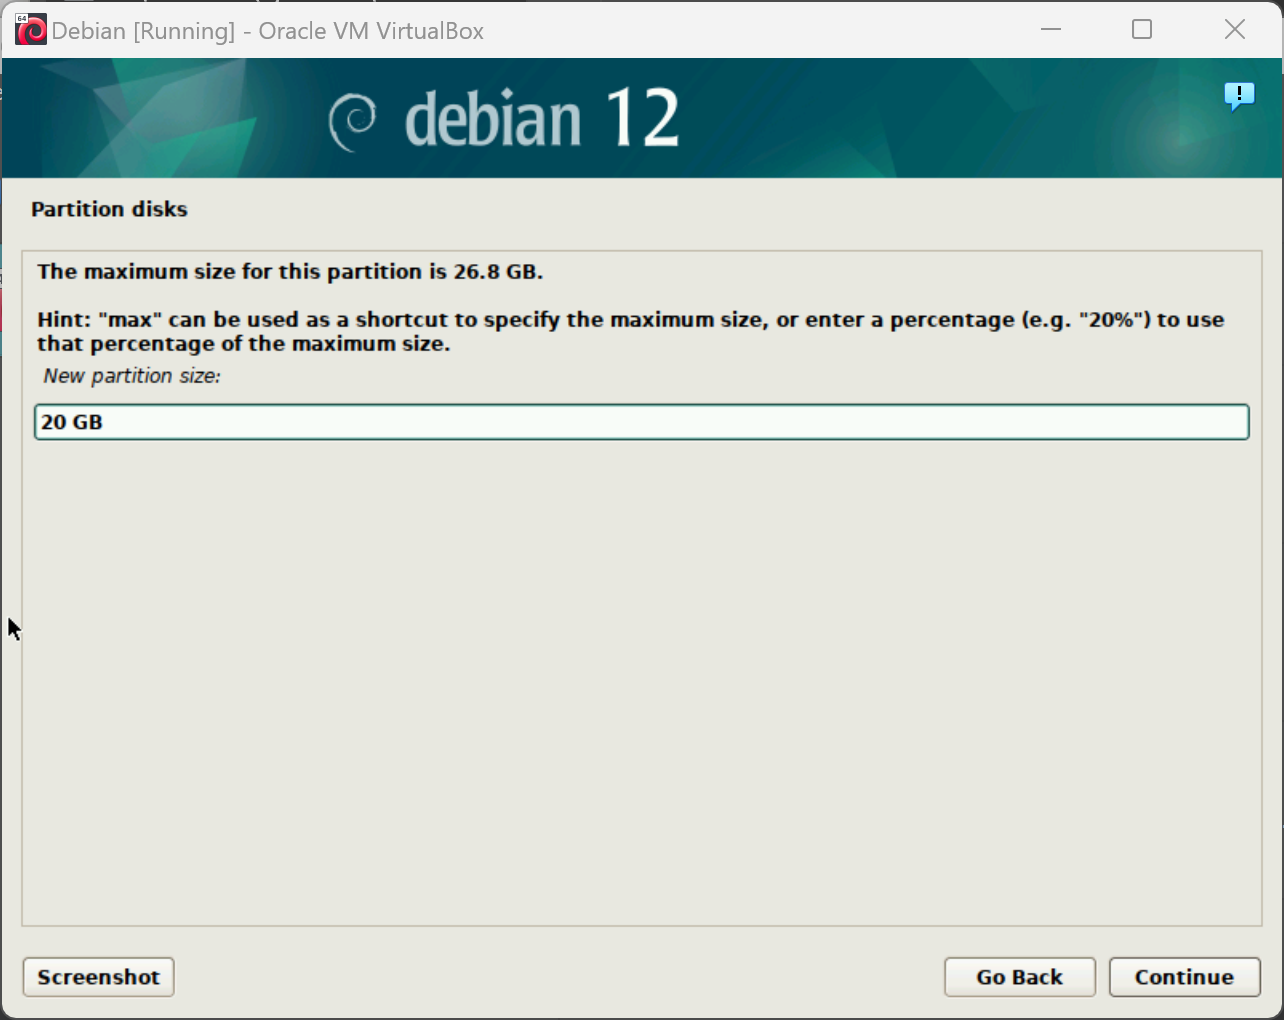 64
Debian [Running] - Oracle VM VirtualBox
debian 12
!
Partition disks
The maximum size for this partition is 26.8 GB.
Hint: "max" can be used as a shortcut to specify the maximum size, or enter a percentage (e.g. "20%") to use
that percentage of the maximum size.
New partition size:
20 GB
Screenshot
Go Back
Continue